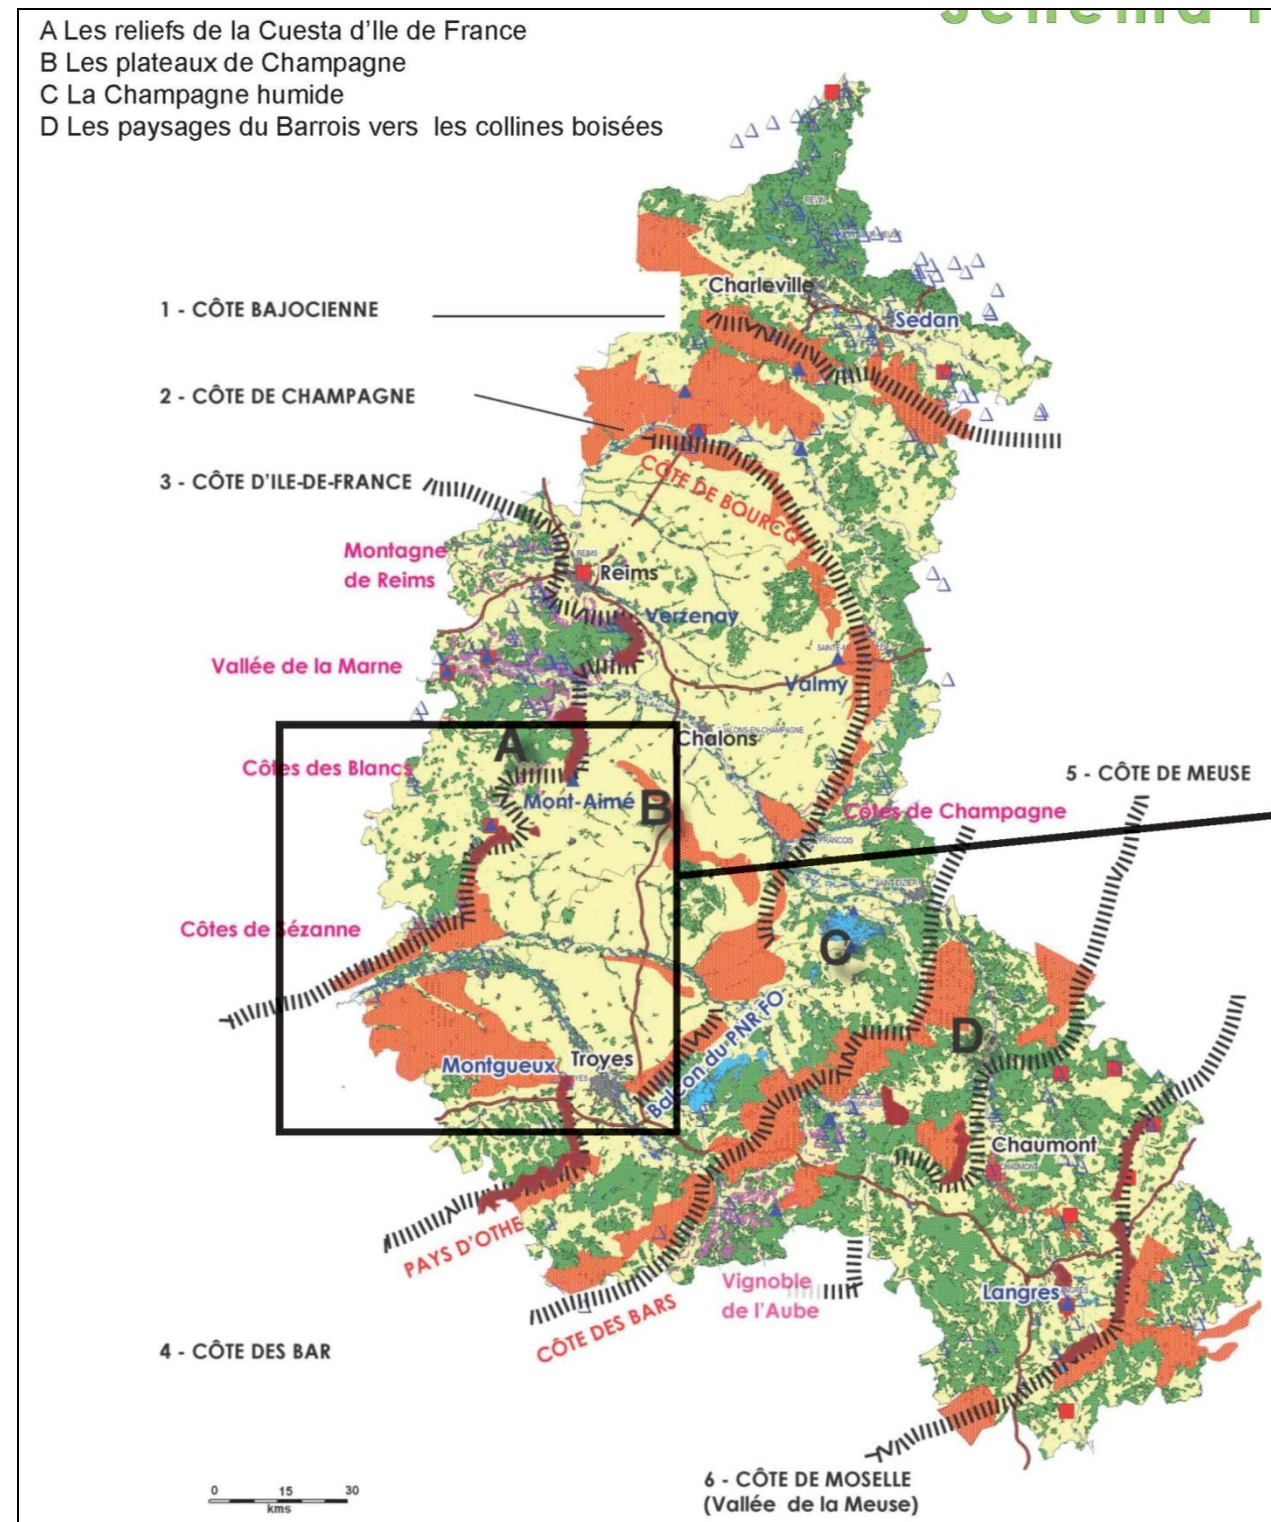 A Les reliefs de la Cuesta d'Ile de France
B Les plateaux de Champagne
C La Champagne humide
D Les paysages du Barrois vers les collines boisées
REVIN
Charleville
1 - CÔTE BAJOCIENNE
Sedan
2 - CÔTE DE CHAMPAGNE
3 - CÔTE D'ILE-DE-FRANCE
CÔTE DE BOURCQ
Montagne
de Reims
REIMS
Reims
Verzenay
Vallée de la Marne
Valmy
A
Chalons
Côtes des Blancs
5 - CÔTE DE MEUSE
Mont-Aimé
B
Côtes de Champagne
SAINT-DIZIER
Côtes de Sézanne
C
D
Balcon du PNR FO
Montgueux
Troyes
Chaumont
CHAUMONT
PAYS D'OTHE
CÔTE DES BARS
Vignoble
de l'Aube
Langres
4 - CÔTE DES BAR
6 - CÔTE DE MOSELLE
(Vallée de la Meuse)
0 15 30
kms